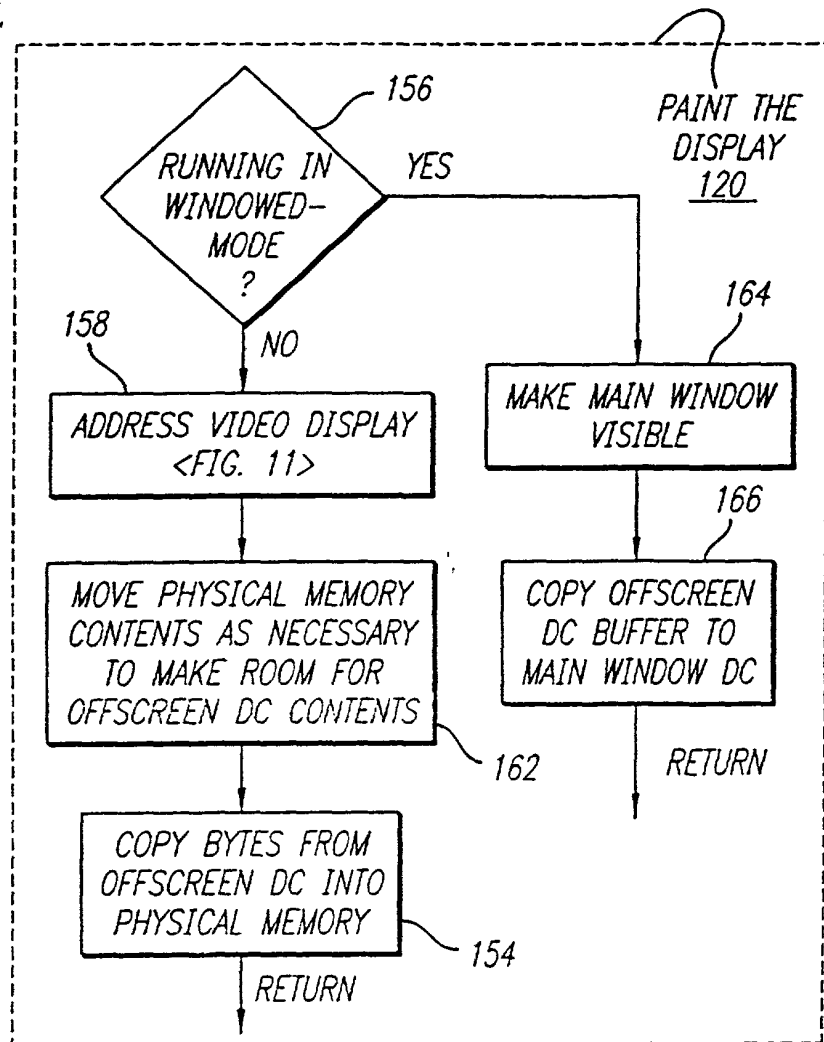 PAINT THE
DISPLAY
120
156
RUNNING IN
WINDOWED-
MODE
?
YES
NO
158
ADDRESS VIDEO DISPLAY
<FIG. 11>
164
MAKE MAIN WINDOW
VISIBLE
166
COPY OFFSCREEN
DC BUFFER TO
MAIN WINDOW DC
RETURN
MOVE PHYSICAL MEMORY
CONTENTS AS NECESSARY
TO MAKE ROOM FOR
OFFSCREEN DC CONTENTS
162
COPY BYTES FROM
OFFSCREEN DC INTO
PHYSICAL MEMORY
154
RETURN